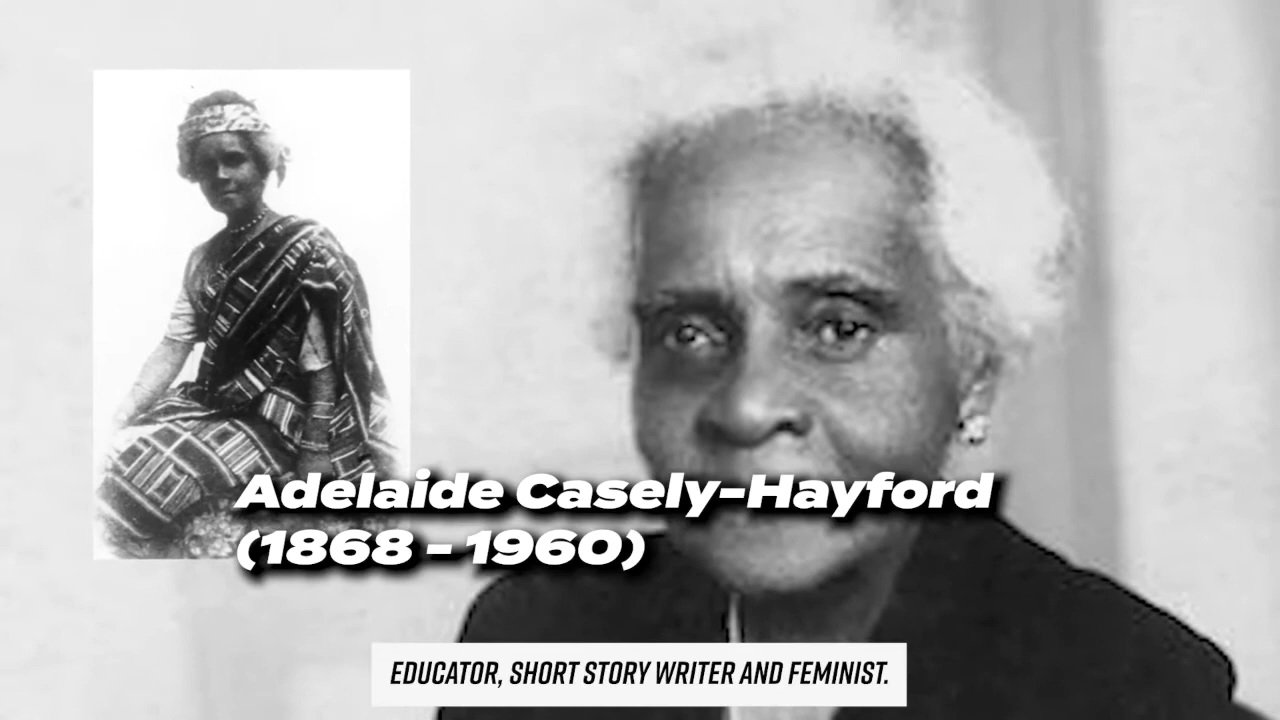 Adelaide Casely-Hayford
(1868 - 1960)
EDUCATOR, SHORT STORY WRITER AND FEMINIST.